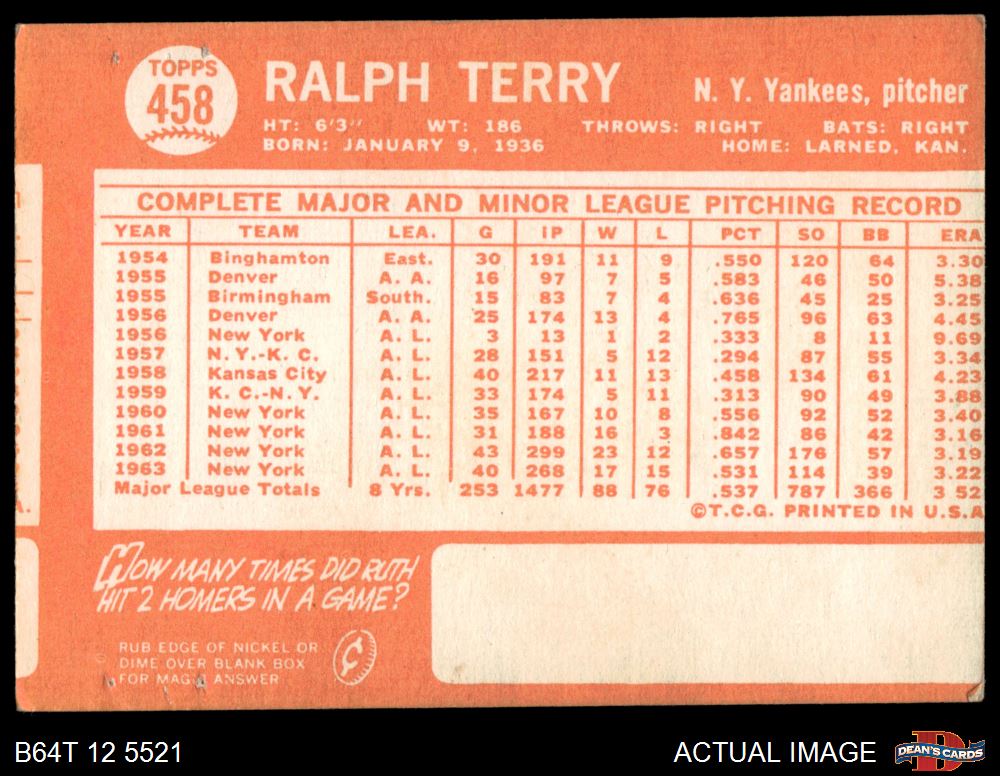 TOPPS
458
RALPH TERRY
N. Y. Yankees, pitcher
HT: 6'3" WT: 186 THROWS: RIGHT BATS: RIGHT
BORN: JANUARY 9, 1936 HOME: LARNED, KAN.
COMPLETE MAJOR AND MINOR LEAGUE PITCHING RECORD
YEAR TEAM LEA. G IP W L PCT SO BB ERA
1954 Binghamton East. 30 191 11 9 .550 120 64 3.30
1955 Denver A. A. 16 97 7 5 .583 46 50 5.38
1955 Birmingham South. 15 83 7 4 .636 45 25 3.25
1956 Denver A. A. 25 174 13 4 .765 96 63 4.45
1956 New York A. L. 3 13 1 2 .333 8 11 9.69
1957 N. Y.-K. C. A. L. 28 151 5 12 .294 87 55 3.34
1958 Kansas City A. L. 40 217 11 13 .458 134 61 4.23
1959 K. C.-N. Y. A. L. 33 174 5 11 .313 90 49 3.88
1960 New York A. L. 35 167 10 8 .556 92 52 3.40
1961 New York A. L. 31 188 16 3 .842 86 42 3.16
1962 New York A. L. 43 299 23 12 .657 176 57 3.19
1963 New York A. L. 40 268 17 15 .531 114 39 3.22
Major League Totals 8 Yrs. 253 1477 88 76 .537 787 366 3.52
©T.C.G. PRINTED IN U.S.A
A.
HOW MANY TIMES DID RUTH
HIT 2 HOMERS IN A GAME?
RUB EDGE OF NICKEL OR
DIME OVER BLANK BOX
FOR MAGIC ANSWER
¢
B64T 12 5521
ACTUAL IMAGE
D
DEAN'S CARDS